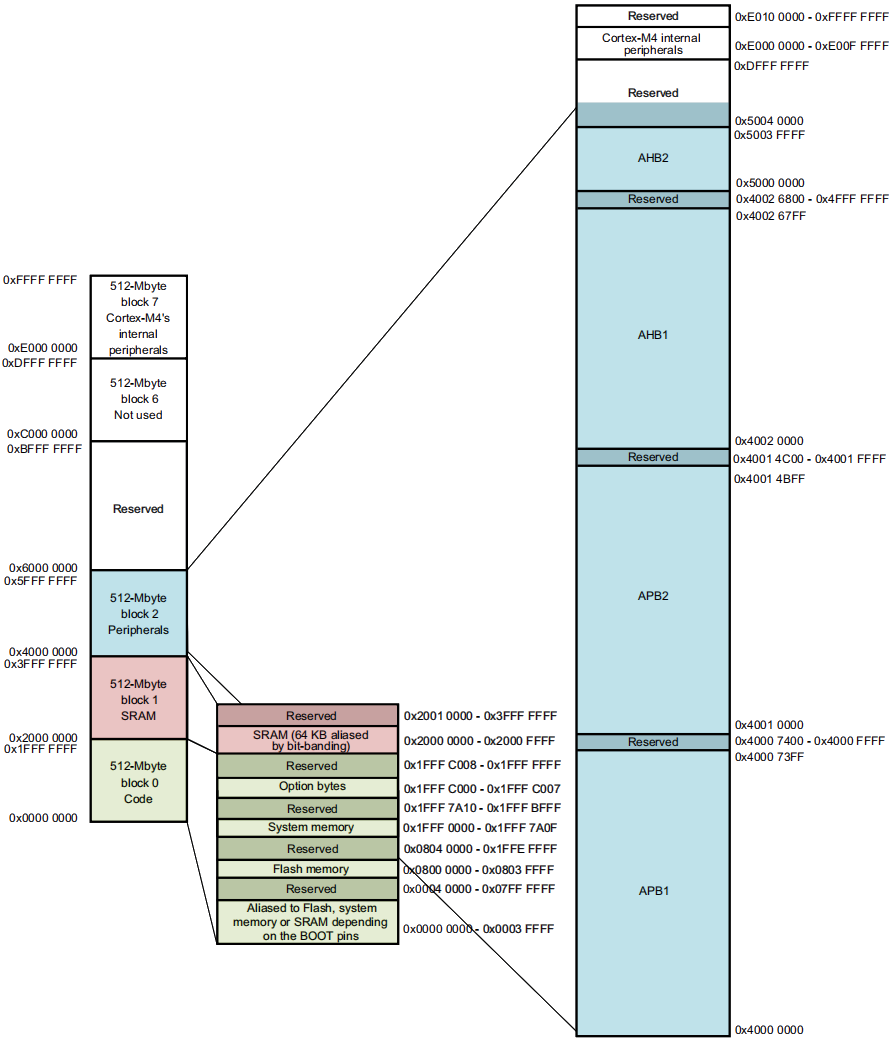 0xFFFF FFFF
512-Mbyte
block 7
Cortex-M4's
internal
peripherals
0xE000 0000
0xDFFF FFFF
512-Mbyte
block 6
Not used
0xC000 0000
0xBFFF FFFF
Reserved
0x6000 0000
0x5FFF FFFF
512-Mbyte
block 2
Peripherals
0x4000 0000
0x3FFF FFFF
512-Mbyte
block 1
SRAM
0x2000 0000
0x1FFF FFFF
512-Mbyte
block 0
Code
0x0000 0000
Reserved
0x2001 0000 - 0x3FFF FFFF
SRAM (64 KB aliased
by bit-banding)
0x2000 0000 - 0x2000 FFFF
Reserved
0x1FFF C008 - 0x1FFF FFFF
Option bytes
0x1FFF C000 - 0x1FFF C007
Reserved
0x1FFF 7A10 - 0x1FFF BFFF
System memory
0x1FFF 0000 - 0x1FFF 7A0F
Reserved
0x0804 0000 - 0x1FFE FFFF
Flash memory
0x0800 0000 - 0x0803 FFFF
Reserved
0x0004 0000 - 0x07FF FFFF
Aliased to Flash, system
memory or SRAM depending
on the BOOT pins
0x0000 0000 - 0x0003 FFFF
Reserved
0xE010 0000 - 0xFFFF FFFF
Cortex-M4 internal
peripherals
0xE000 0000 - 0xE00F FFFF
0xDFFF FFFF
Reserved
0x5004 0000
0x5003 FFFF
AHB2
0x5000 0000
Reserved
0x4002 6800 - 0x4FFF FFFF
0x4002 67FF
AHB1
0x4002 0000
Reserved
0x4001 4C00 - 0x4001 FFFF
0x4001 4BFF
APB2
0x4001 0000
Reserved
0x4000 7400 - 0x4000 FFFF
0x4000 73FF
APB1
0x4000 0000